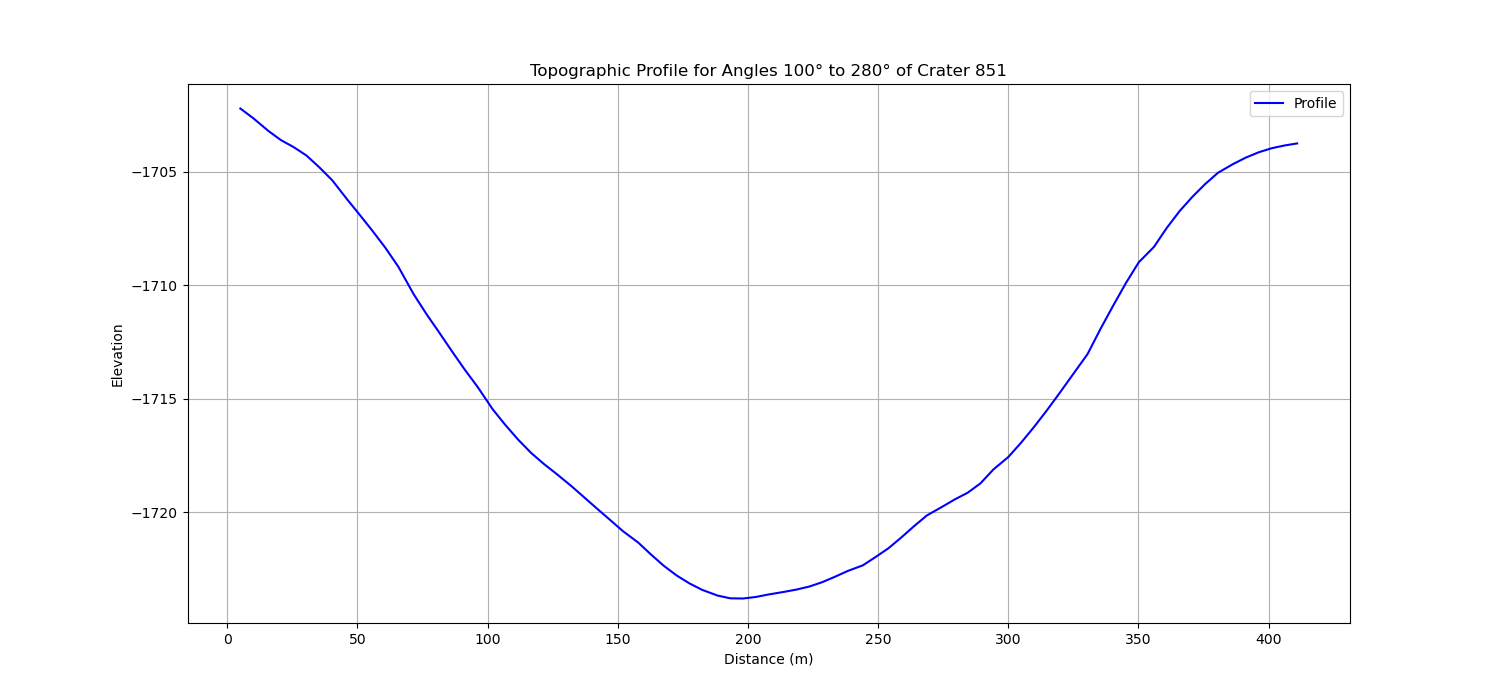 Topographic Profile for Angles 100° to 280° of Crater 851
Profile
Elevation
−1705
−1710
−1715
−1720
0 50 100 150 200 250 300 350 400
Distance (m)